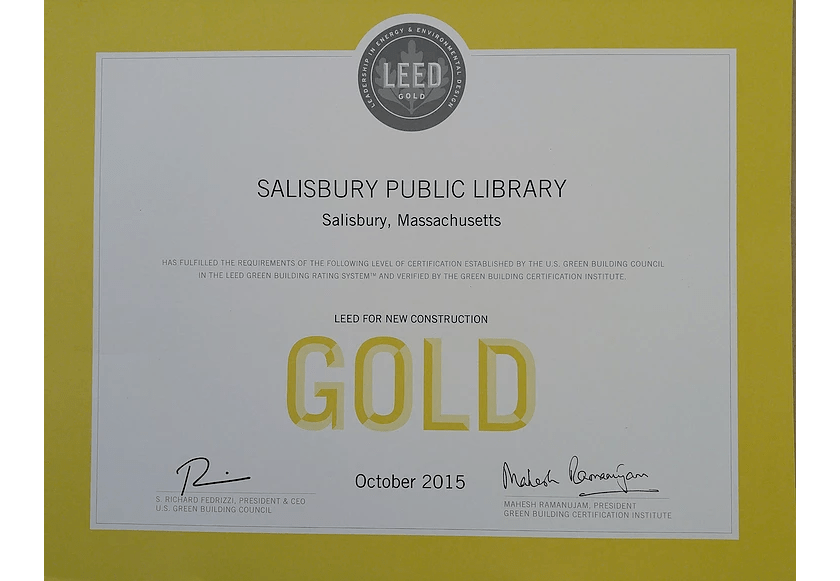 LEADERSHIP IN ENERGY & ENVIRONMENTAL DESIGN
LEED
GOLD
SALISBURY PUBLIC LIBRARY
Salisbury, Massachusetts
HAS FULFILLED THE REQUIREMENTS OF THE FOLLOWING LEVEL OF CERTIFICATION ESTABLISHED BY THE U.S. GREEN BUILDING COUNCIL
IN THE LEED GREEN BUILDING RATING SYSTEM™ AND VERIFIED BY THE GREEN BUILDING CERTIFICATION INSTITUTE.
LEED FOR NEW CONSTRUCTION
GOLD
October 2015
Mahesh Ramanujam
S. RICHARD FEDRIZZI, PRESIDENT & CEO
U.S. GREEN BUILDING COUNCIL
MAHESH RAMANUJAM, PRESIDENT
GREEN BUILDING CERTIFICATION INSTITUTE